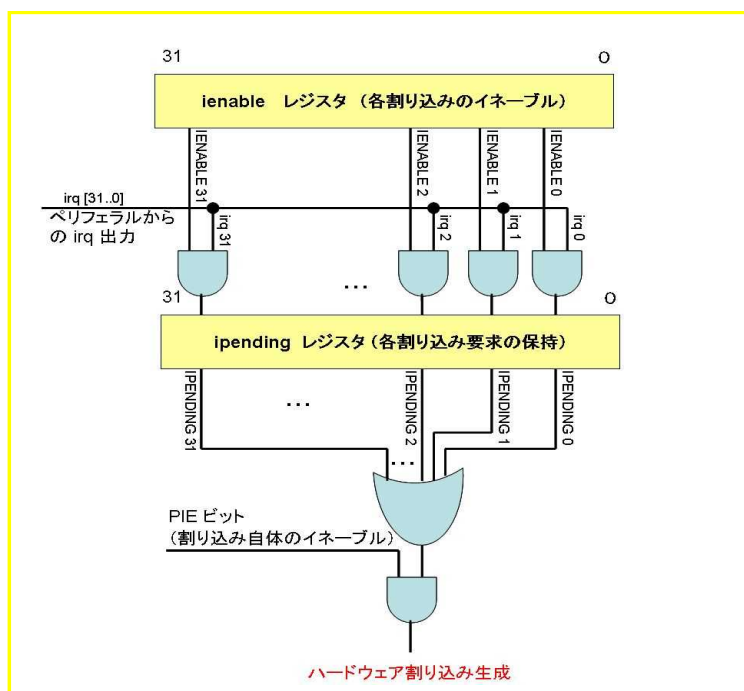 31 0
ienable レジスタ (各割り込みのイネーブル)
IENABLE 31
IENABLE 2
IENABLE 1
IENABLE 0
irq [31..0]
ペリフェラルから
の irq 出力
irq 31
irq 2
irq 1
irq 0
...
31 0
ipending レジスタ (各割り込み要求の保持)
IPENDING 31
...
IPENDING 2
IPENDING 1
IPENDING 0
...
PIE ビット
(割り込み自体のイネーブル)
ハードウェア割り込み生成